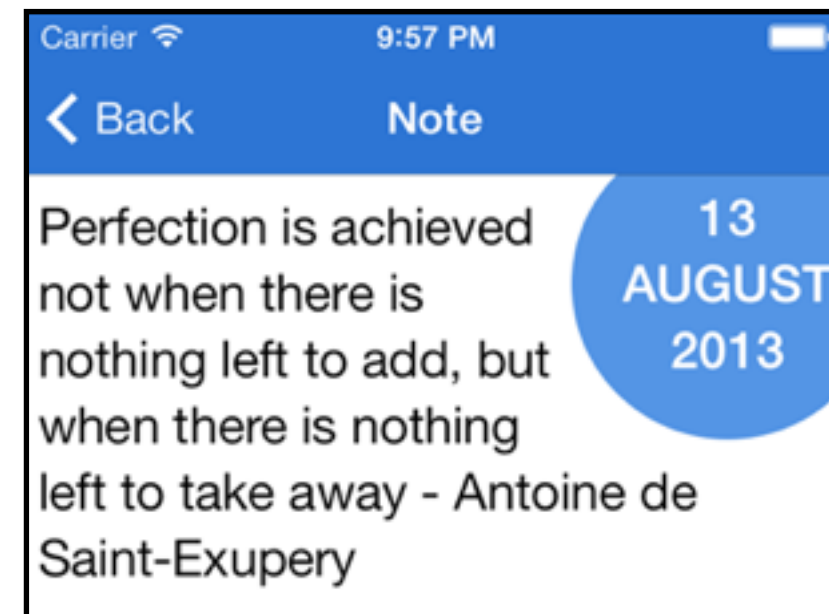 Carrier 9:57 PM
Back Note
Perfection is achieved
not when there is
nothing left to add, but
when there is nothing
left to take away - Antoine de
Saint-Exupery
13
AUGUST
2013